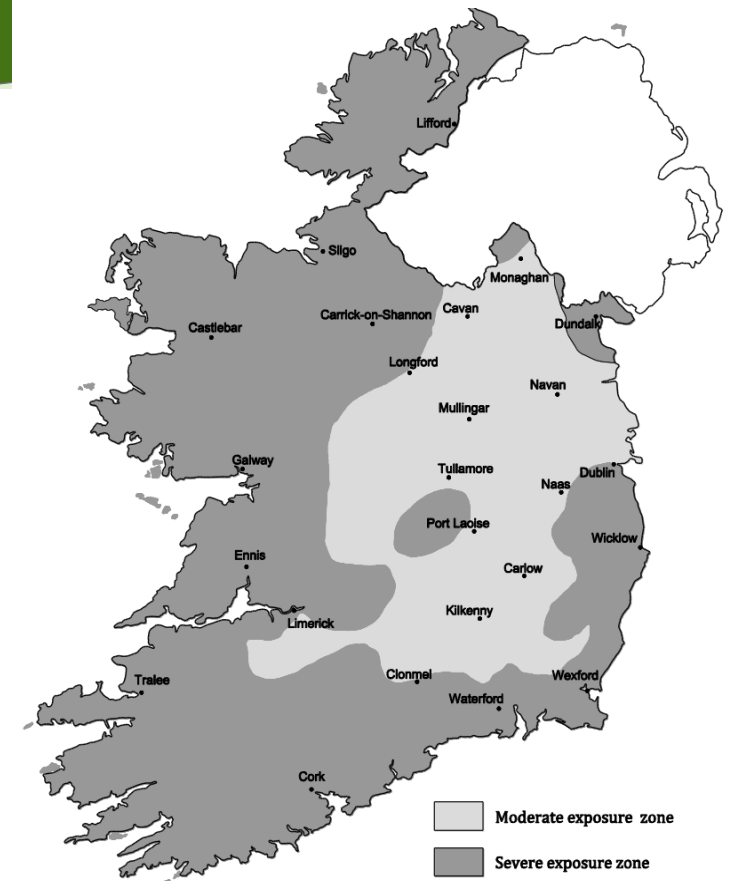 Lifford
Sligo
Monaghan
Carrick-on-Shannon
Cavan
Castlebar
Dundalk
Longford
Navan
Mullingar
Galway
Tullamore
Dublin
Naas
Port Laoise
Wicklow
Ennis
Carlow
Kilkenny
Limerick
Clonmel
Wexford
Tralee
Waterford
Cork
Moderate exposure zone
Severe exposure zone